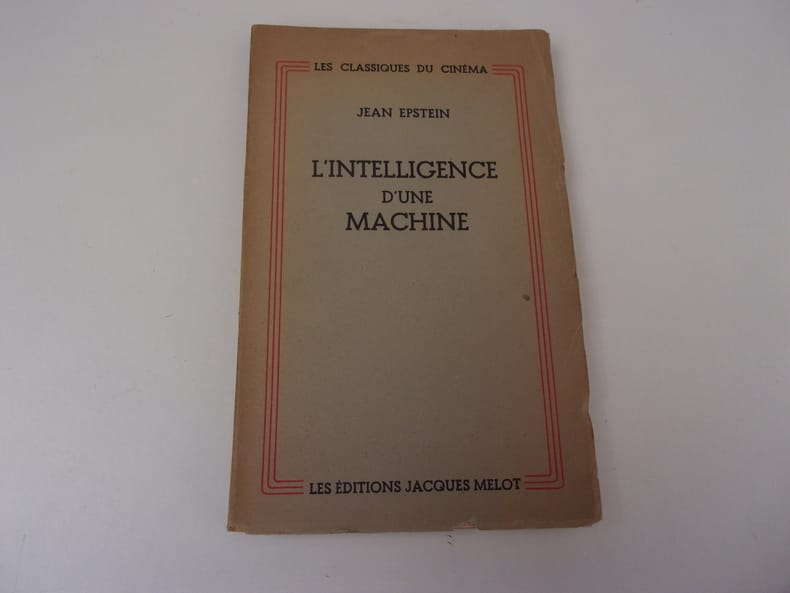 LES CLASSIQUES DU CINÉMA
JEAN EPSTEIN
L'INTELLIGENCE
D'UNE
MACHINE
LES ÉDITIONS JACQUES MELOT